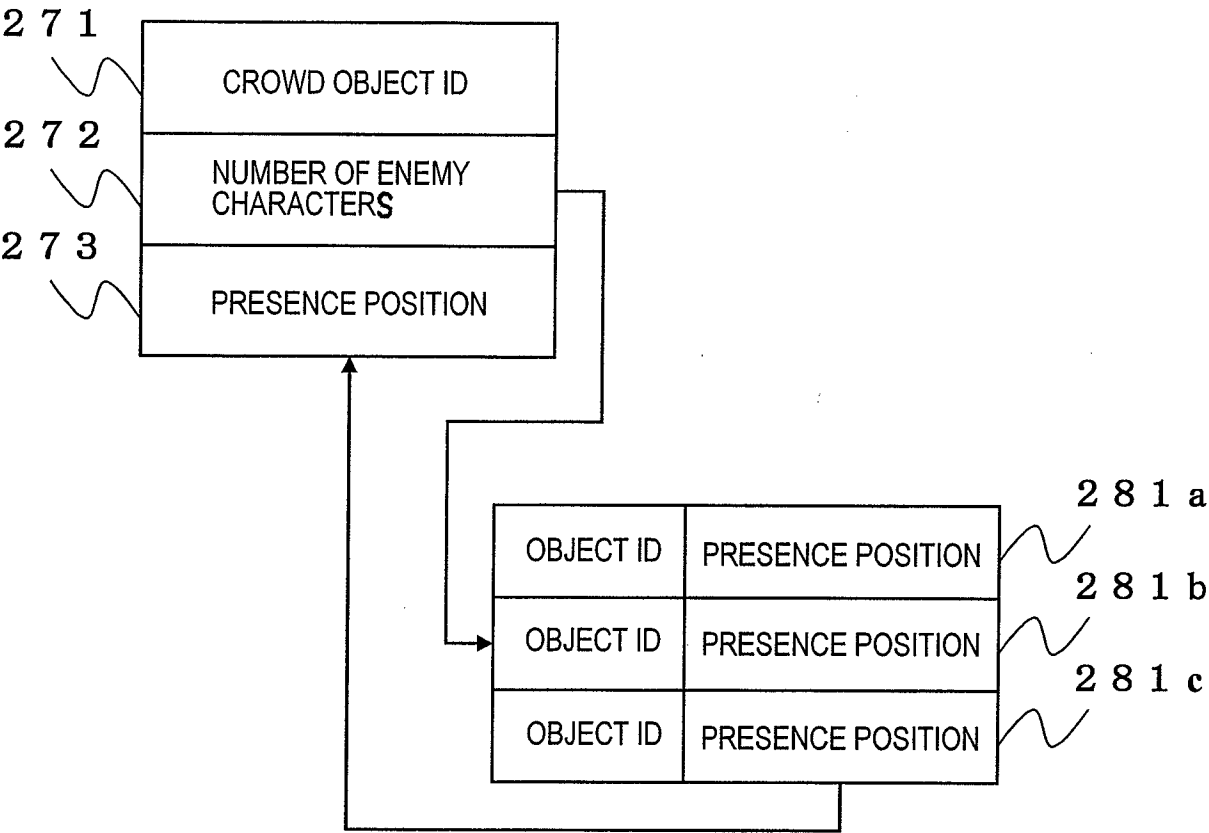 271
CROWD OBJECT ID
272
NUMBER OF ENEMY
CHARACTERS
273
PRESENCE POSITION
281a
OBJECT ID PRESENCE POSITION
281b
OBJECT ID PRESENCE POSITION
281c
OBJECT ID PRESENCE POSITION